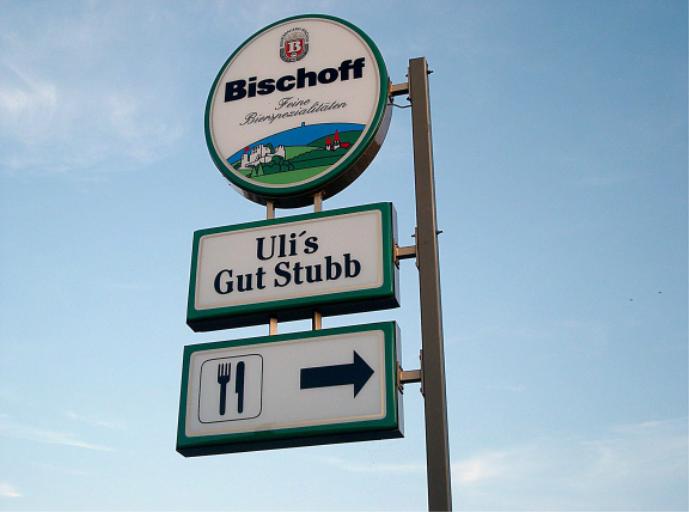 B
Bischoff
Feine
Bierspezialitäten
Uli´s
Gut Stubb